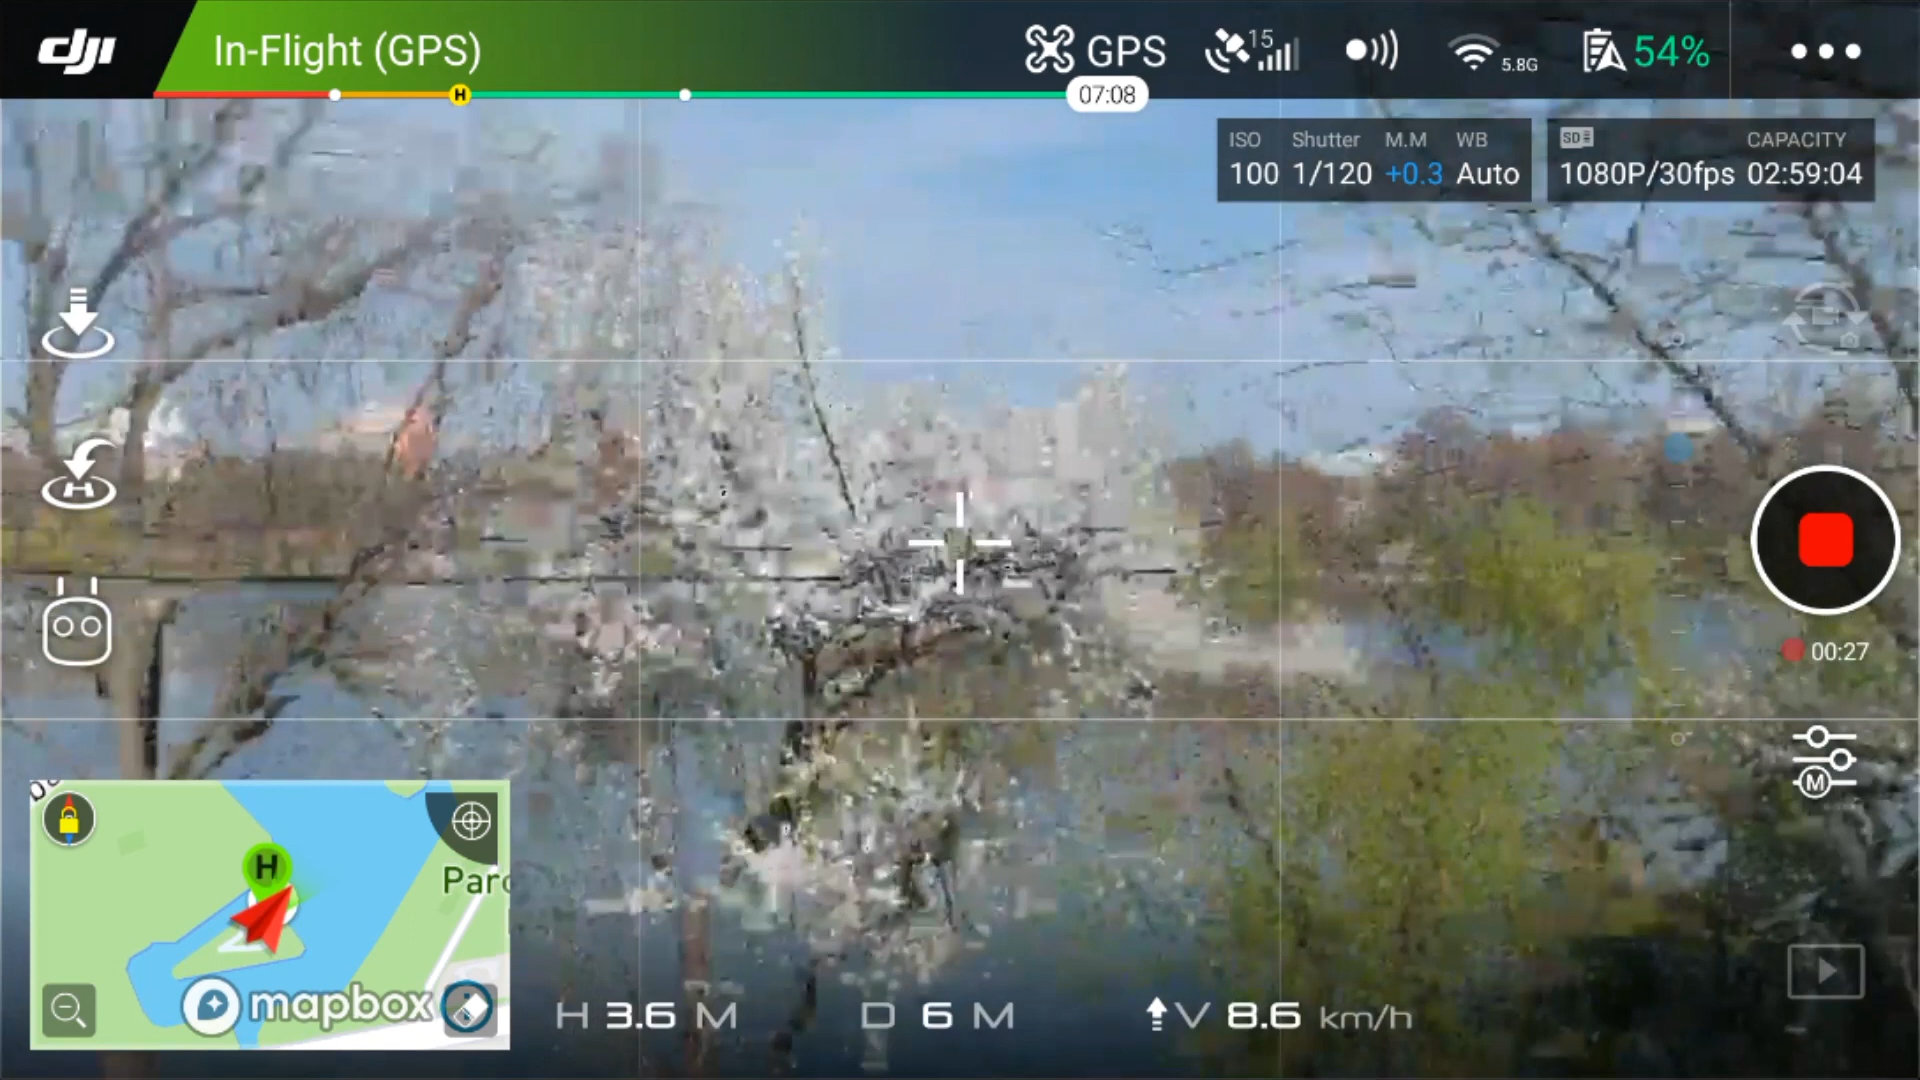 dji In-Flight (GPS) GPS 15 5.8G 54%
H 07:08
ISO Shutter M.M WB CAPACITY
100 1/120 +0.3 Auto 1080P/30fps 02:59:04
SD
H
00:27
M
H
Parc
mapbox
H 3.6 M D 6 M V 8.6 km/h